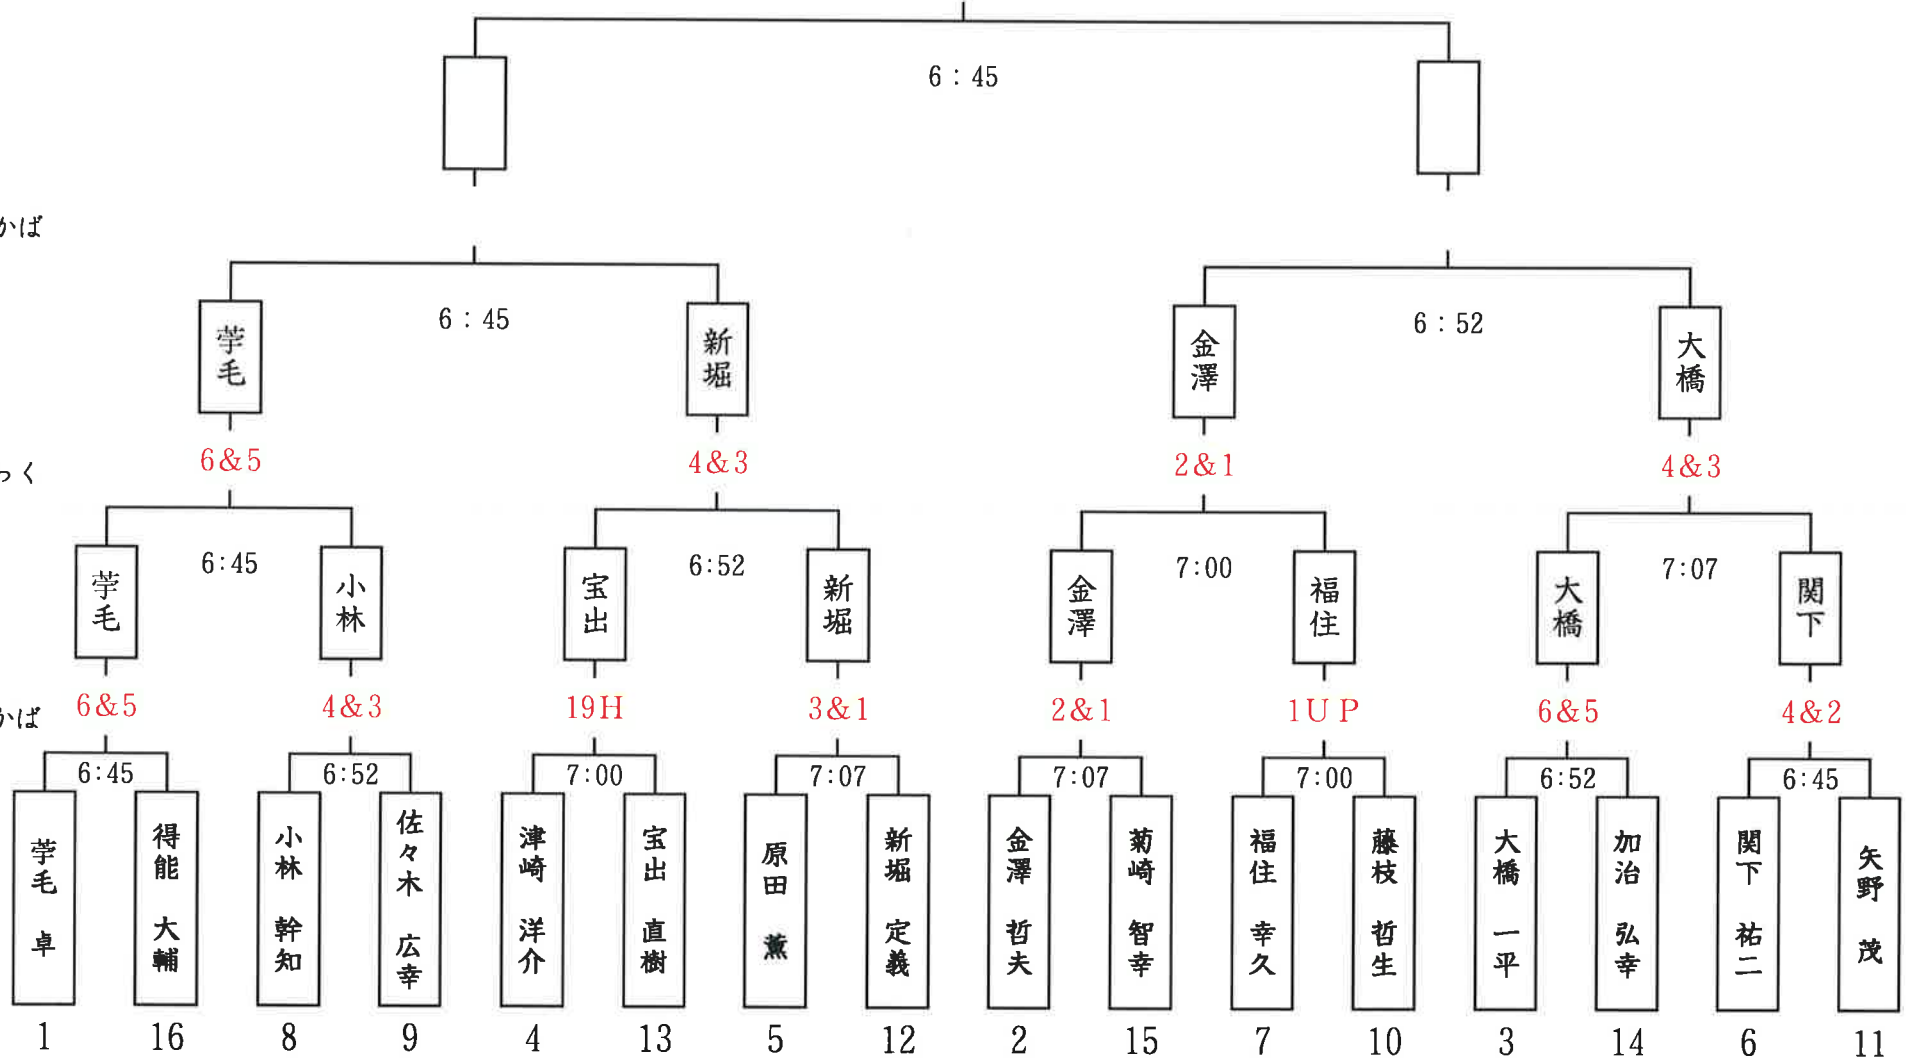 6：45
かば
6：45
6：52
苧毛
新堀
金澤
大橋
っく
6&5
4&3
2&1
4&3
6:45
6:52
7:00
7:07
苧毛
小林
宝出
新堀
金澤
福住
大橋
関下
かば
6&5
4&3
19H
3&1
2&1
1UP
6&5
4&2
6:45
6:52
7:00
7:07
7:07
7:00
6:52
6:45
苧毛 卓
得能 大輔
小林 幹知
佐々木 広幸
津崎 洋介
宝出 直樹
原田 薫
新堀 定義
金澤 哲夫
菊崎 智幸
福住 幸久
藤枝 哲生
大橋 一平
加治 弘幸
関下 祐二
矢野 茂
1
16
8
9
4
13
5
12
2
15
7
10
3
14
6
11